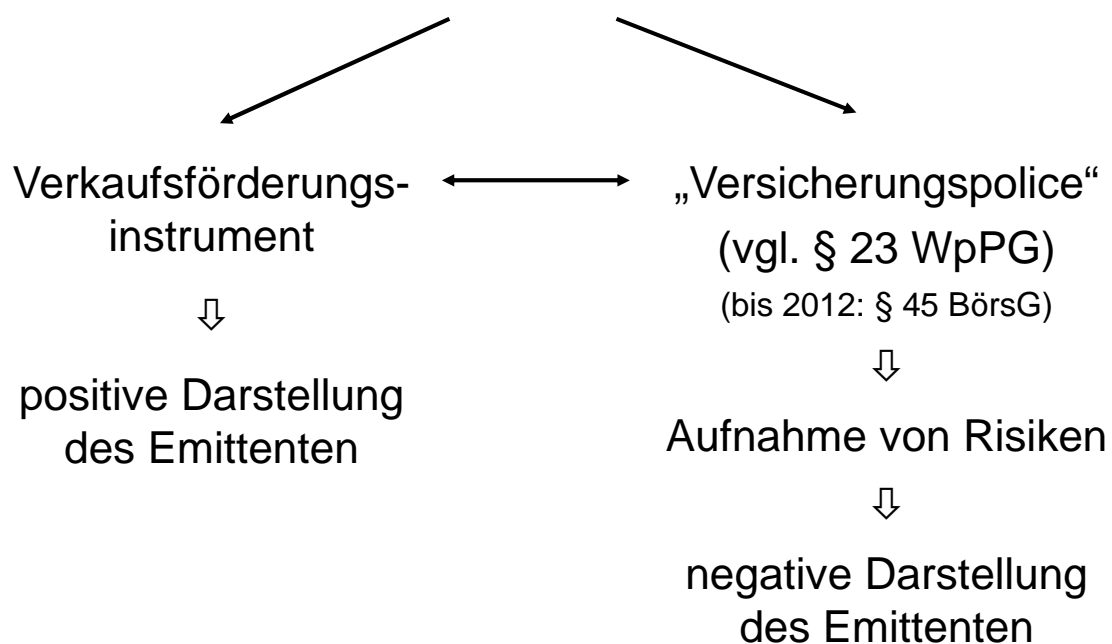 Verkaufsförderungs-
instrument
positive Darstellung
des Emittenten
„Versicherungspolice“
(vgl. § 23 WpPG)
(bis 2012: § 45 BörsG)
Aufnahme von Risiken
negative Darstellung
des Emittenten